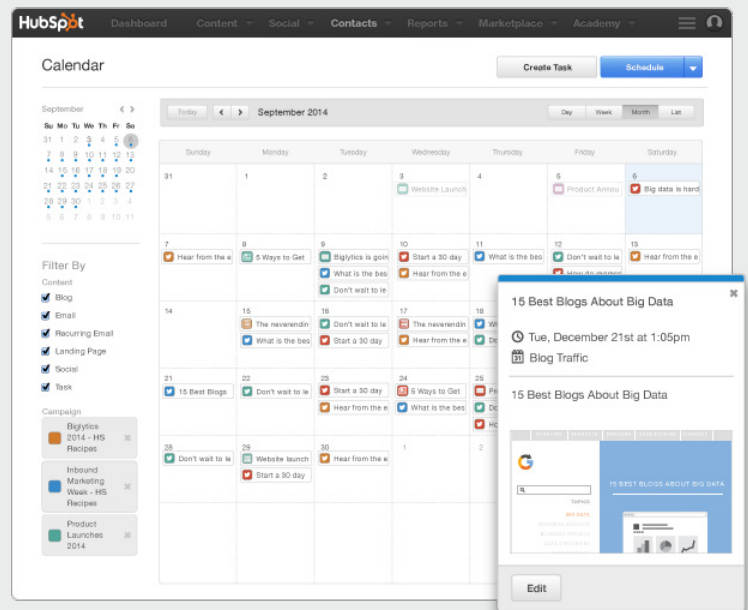 HubSpot Dashboard Content Social Contacts Reports Marketplace Academy
Calendar
Create Task Schedule
September
Su Mo Tu We Th Fr Sa
31 1 2 3 4 5 6
7 8 9 10 11 12 13
14 15 16 17 18 19 20
21 22 23 24 25 26 27
28 29 30 1 2 3 4
5 6 7 8 9 10 11
Filter By
Content
Blog
Email
Recurring Email
Landing Page
Social
Task
Campaign
Biglytics
2014 - HS
Recipes
Inbound
Marketing
Week - HS
Recipes
Product
Launches
2014
Today September 2014 Day Week Month List
Sunday Monday Tuesday Wednesday Thursday Friday Saturday
31 1 2 3 4 5 6
Website Launch Product Annou Big data is hard
7 8 9 10 11 12 13
Hear from the e 5 Ways to Get Biglytics is goin Start a 30 day What is the bes Don't wait to le Hear from the e
What is the bes Hear from the e
Don't wait to le
14 15 16 17 18
The neverendin Don't wait to le The neverendin
What is the bes Start a 30 day Hear from the e
21 22 23 24 25
15 Best Blogs Don't wait to le Start a 30 day 5 Ways to Get
Hear from the e What is the bes
28 29 30 1 2
Don't wait to le Website launch Hear from the e
Start a 30 day
15 Best Blogs About Big Data
Tue, December 21st at 1:05pm
31 Blog Traffic
15 Best Blogs About Big Data
15 BEST BLOGS ABOUT BIG DATA
TOPICS
BIG DATA
Edit